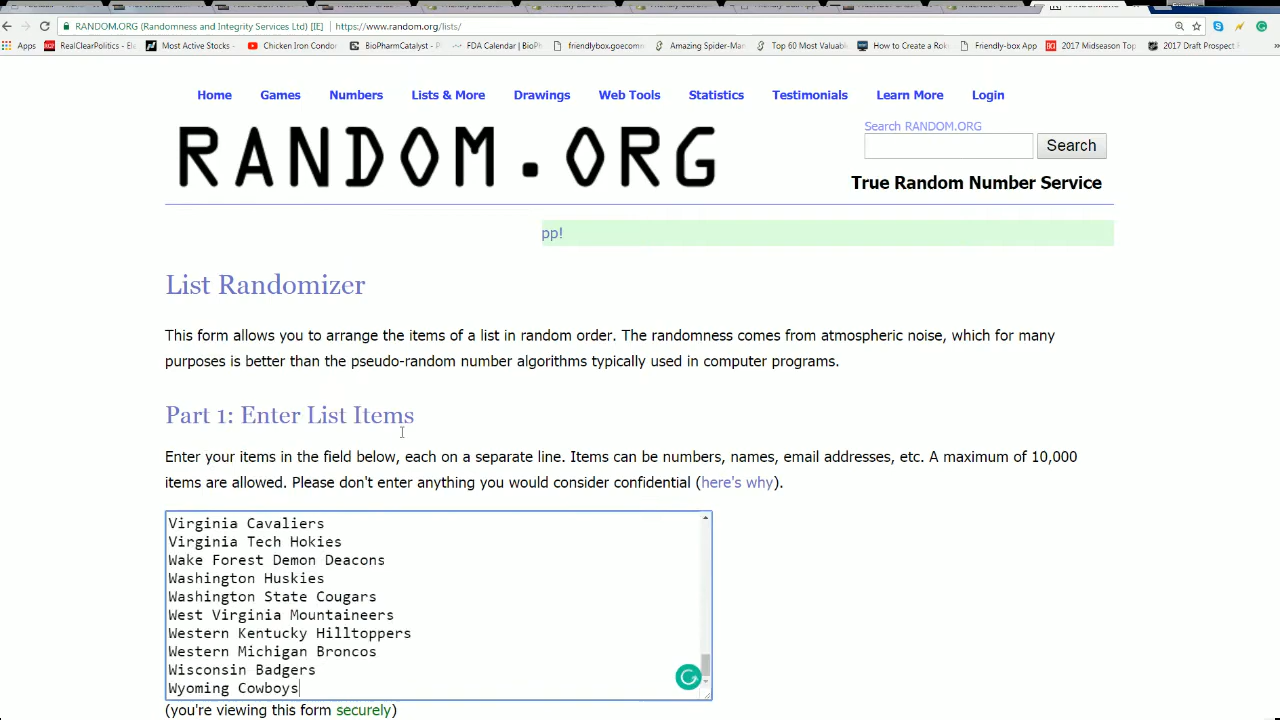 RANDOM.ORG (Randomness and Integrity Services Ltd) [IE] https://www.random.org/lists/
Apps RealClearPolitics - Ele Most Active Stocks - Chicken Iron Condor BioPharmCatalyst - P FDA Calendar | BioPh friendlybox.goecomm Amazing Spider-Man Top 60 Most Valuabl How to Create a Rok Friendly-box App 2017 Midseason Top 2017 Draft Prospect F
Home Games Numbers Lists & More Drawings Web Tools Statistics Testimonials Learn More Login
RANDOM.ORG
Search RANDOM.ORG
Search
True Random Number Service
pp!
List Randomizer
This form allows you to arrange the items of a list in random order. The randomness comes from atmospheric noise, which for many
purposes is better than the pseudo-random number algorithms typically used in computer programs.
Part 1: Enter List Items
Enter your items in the field below, each on a separate line. Items can be numbers, names, email addresses, etc. A maximum of 10,000
items are allowed. Please don't enter anything you would consider confidential (here's why).
Virginia Cavaliers
Virginia Tech Hokies
Wake Forest Demon Deacons
Washington Huskies
Washington State Cougars
West Virginia Mountaineers
Western Kentucky Hilltoppers
Western Michigan Broncos
Wisconsin Badgers
Wyoming Cowboys
(you're viewing this form securely)